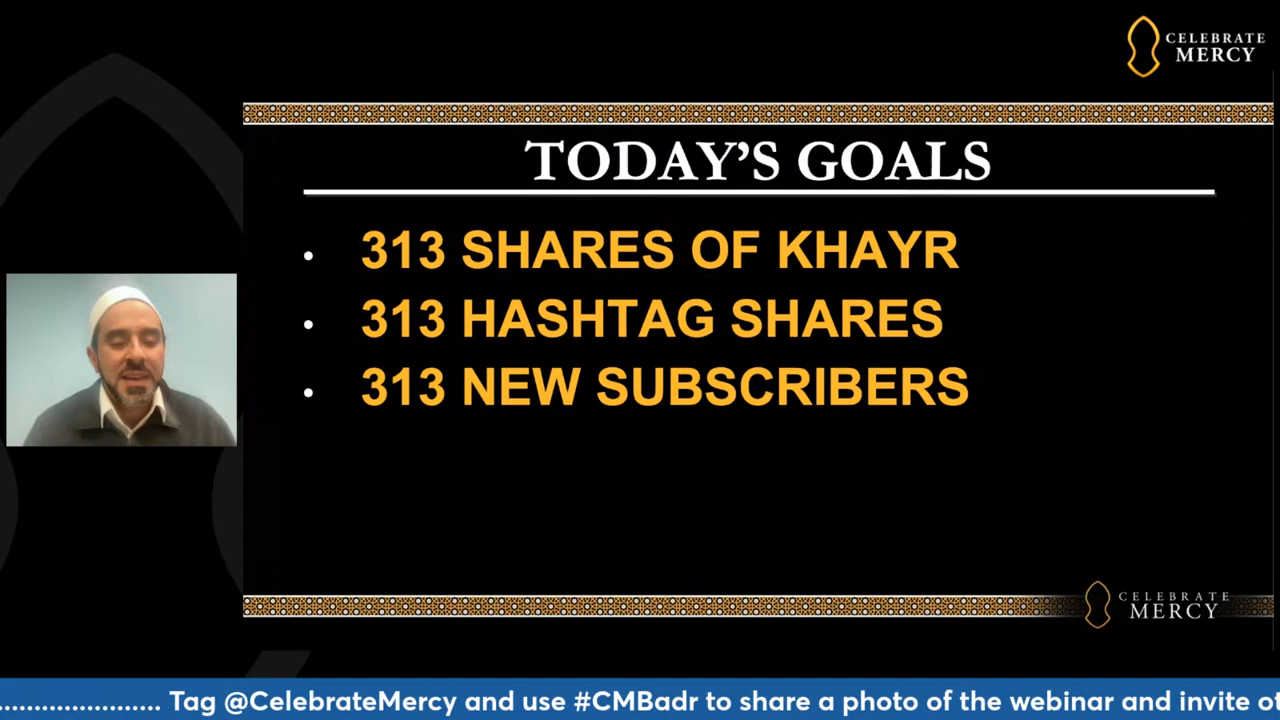 CELEBRATE
MERCY
TODAY'S GOALS
• 313 SHARES OF KHAYR
• 313 HASHTAG SHARES
• 313 NEW SUBSCRIBERS
CELEBRATE
MERCY
..................... Tag @CelebrateMercy and use #CMBadr to share a photo of the webinar and invite